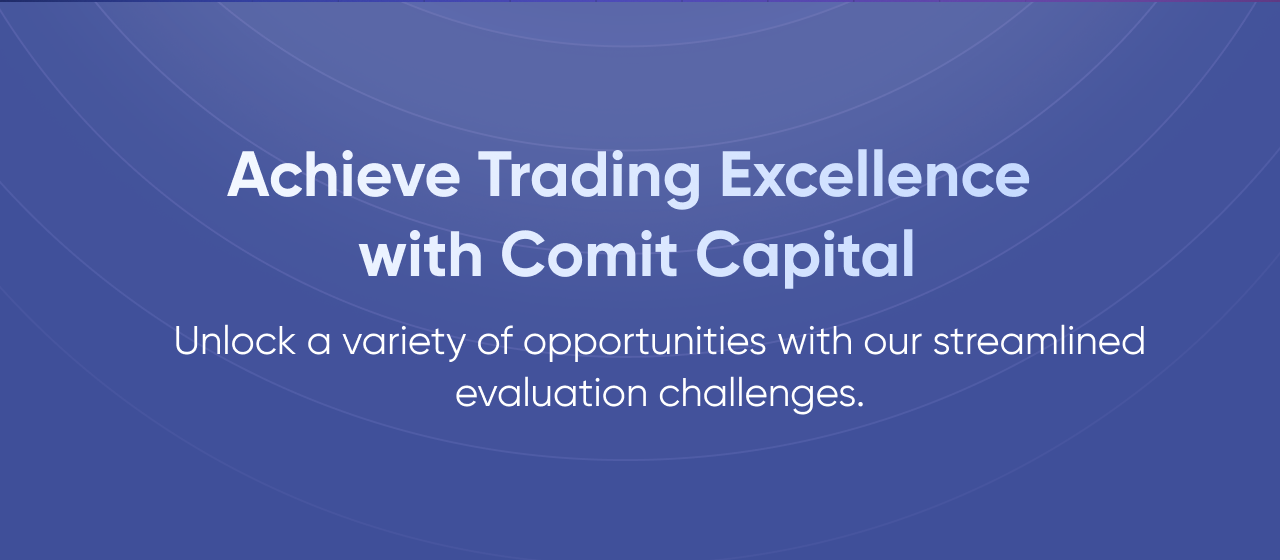 Achieve Trading Excellence
with Comit Capital
Unlock a variety of opportunities with our streamlined
evaluation challenges.